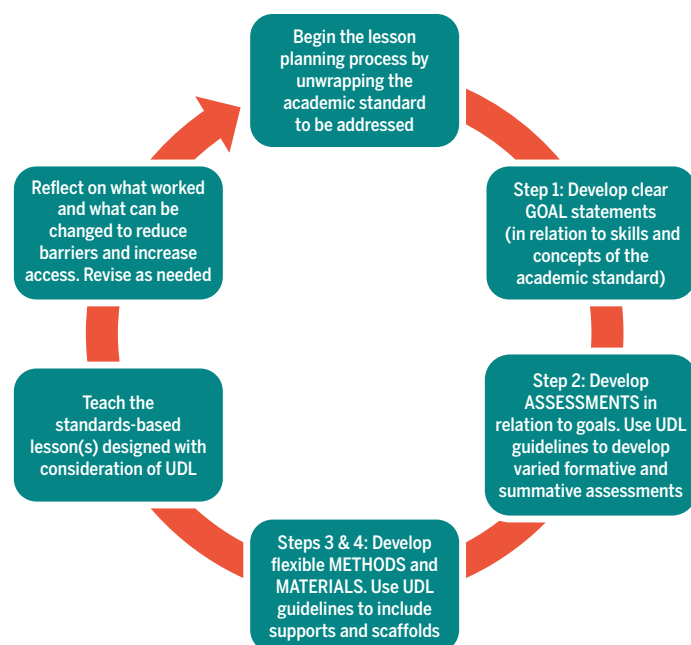 Begin the lesson
planning process by
unwrapping the
academic standard
to be addressed
Step 1: Develop clear
GOAL statements
(in relation to skills and
concepts of the
academic standard)
Step 2: Develop
ASSESSMENTS in
relation to goals. Use UDL
guidelines to develop
varied formative and
summative assessments
Steps 3 & 4: Develop
flexible METHODS and
MATERIALS. Use UDL
guidelines to include
supports and scaffolds
Teach the
standards-based
lesson(s) designed with
consideration of UDL
Reflect on what worked
and what can be
changed to reduce
barriers and increase
access. Revise as needed